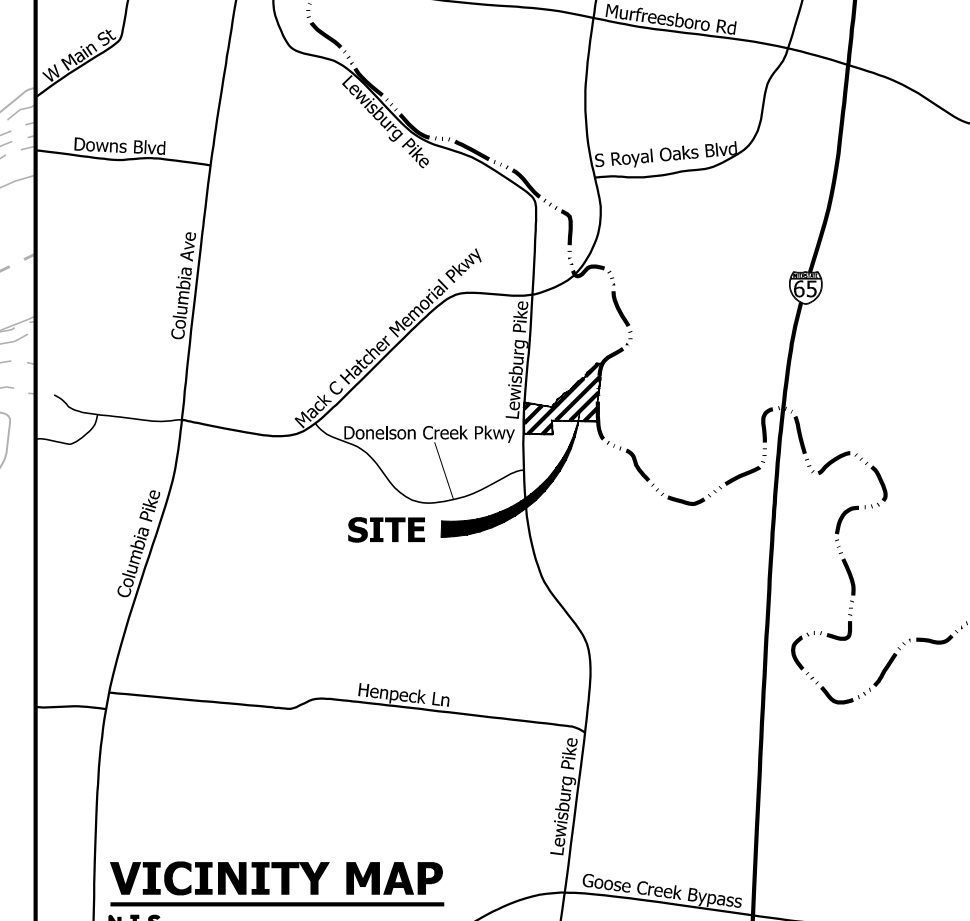 Murfreesboro Rd
W Main St
Lewisburg Pike
Downs Blvd
S Royal Oaks Blvd
Columbia Ave
Mack C Hatcher Memorial Pkwy
65
Lewisburg Pike
Donelson Creek Pkwy
SITE
Columbia Pike
Henpeck Ln
Lewisburg Pike
VICINITY MAP
Goose Creek Bypass
N.T.S.